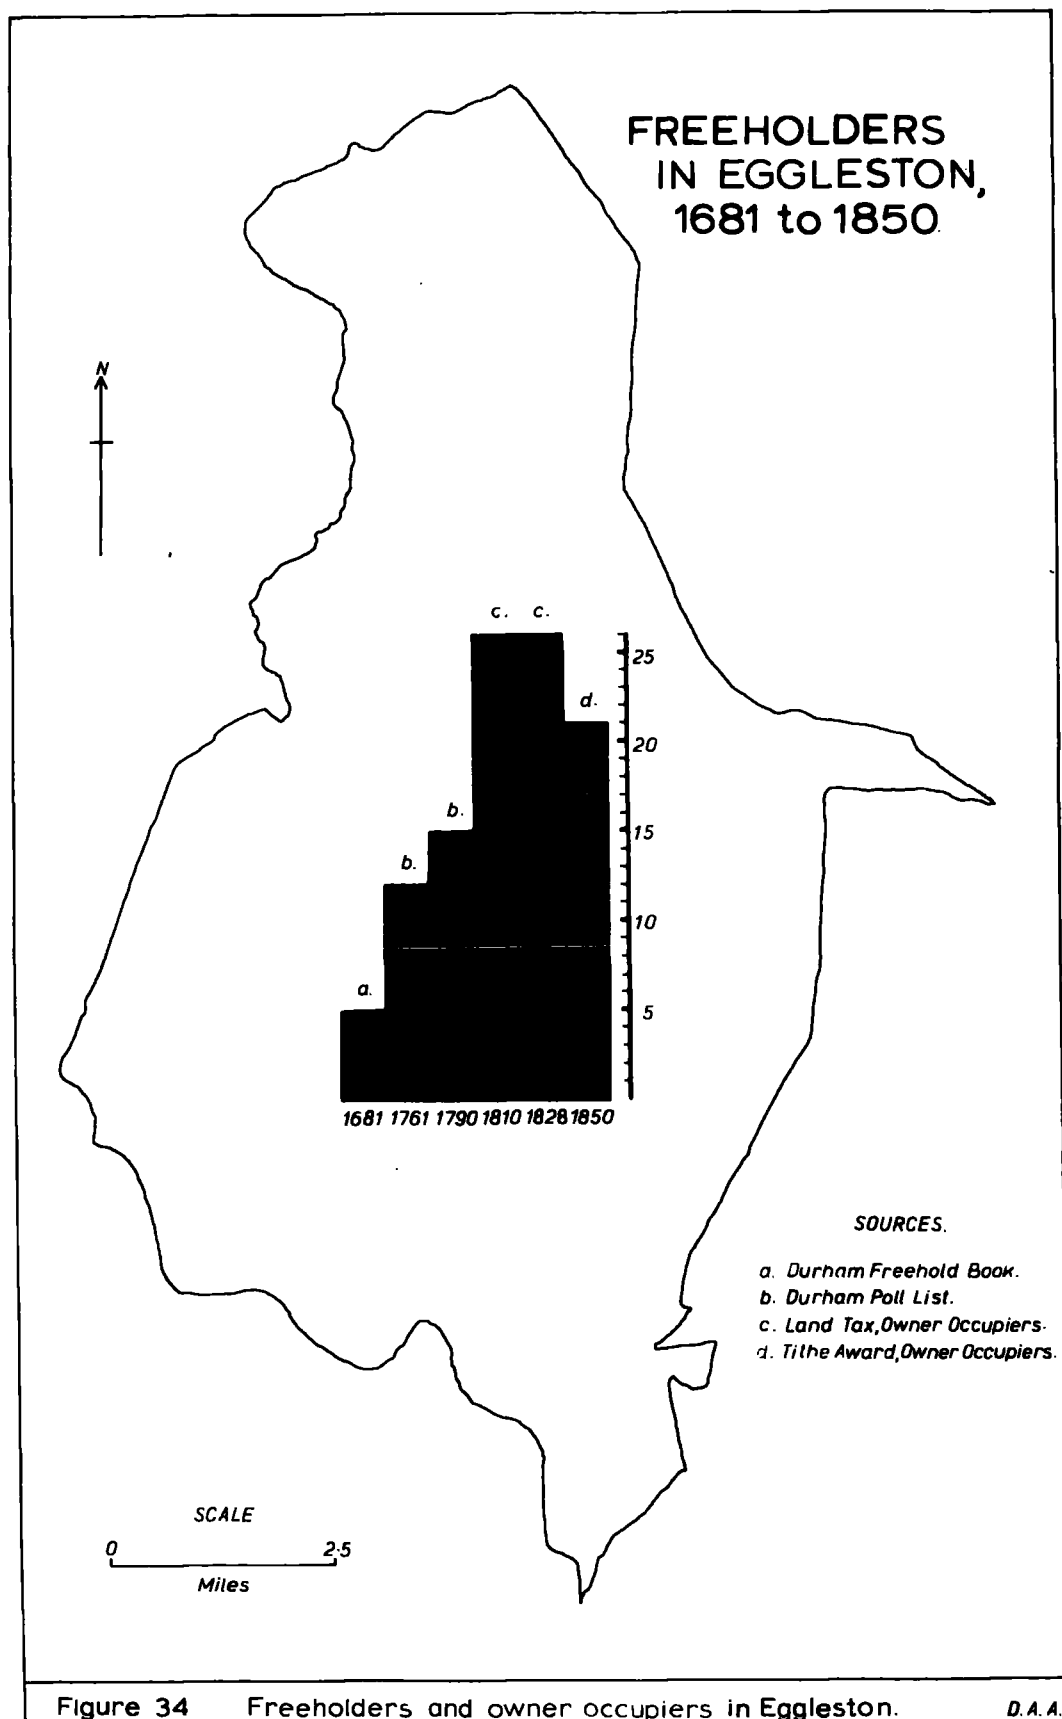 FREEHOLDERS
IN EGGLESTON,
1681 to 1850.
N
c. c.
25
d.
20
b.
15
b.
10
a.
5
1681 1761 1790 1810 1828 1850
SOURCES.
a. Durham Freehold Book.
b. Durham Poll List.
c. Land Tax, Owner Occupiers.
d. Tithe Award, Owner Occupiers.
SCALE
0 2·5
Miles
Figure 34 Freeholders and owner occupiers in Eggleston. D.A.A.